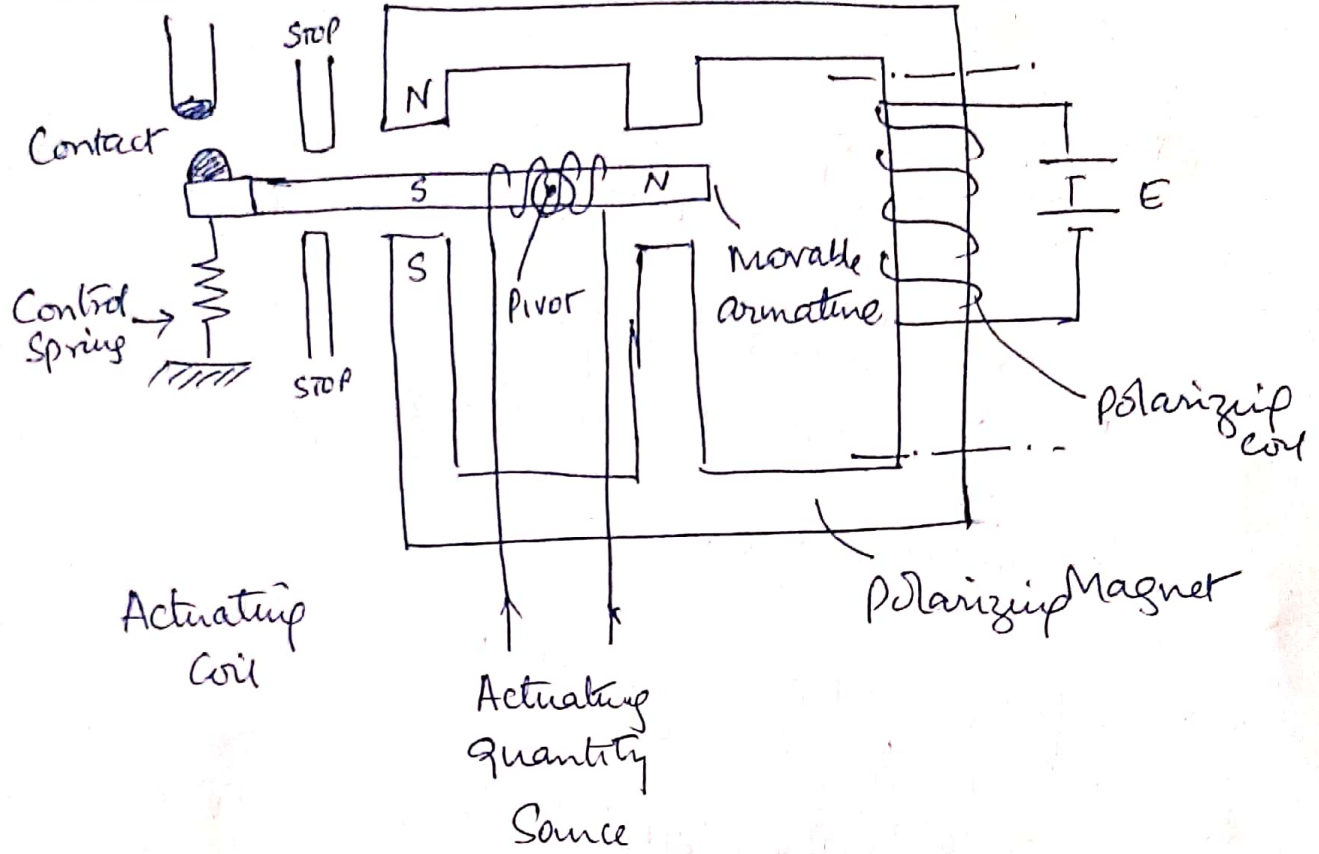 STOP
N
Contact
S
N
E
S
Pivot
Movable
armature
Control
Spring
STOP
Polarizing
coil
Polarizing Magnet
Actuating
Coil
Actuating
Quantity
Source